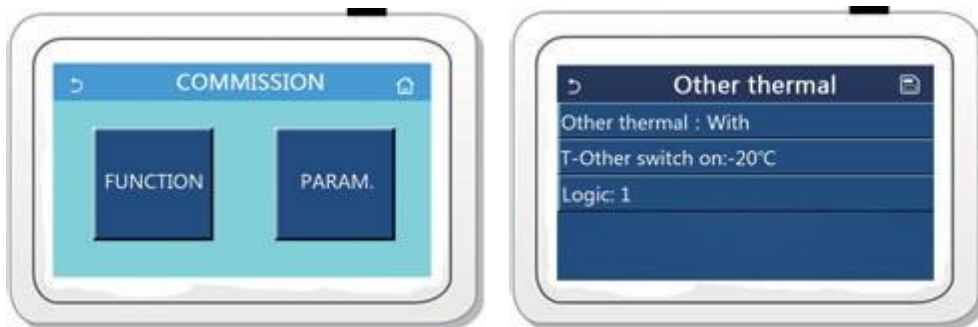 COMMISSION
FUNCTION
PARAM.
Other thermal
Other thermal : With
T-Other switch on:-20℃
Logic: 1